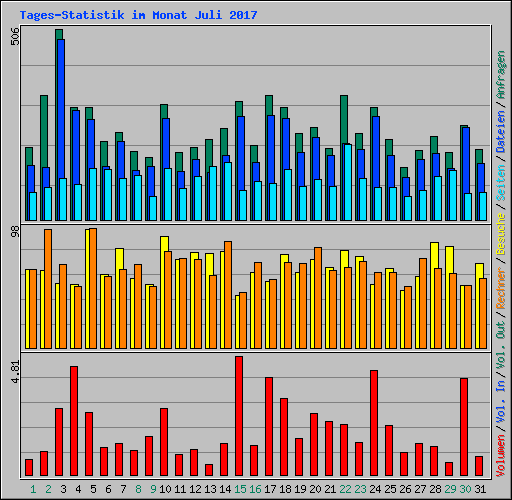 Tages-Statistik im Monat Juli 2017
506
98
4.81
Volumen / Vol. In / Vol. Out / Rechner / Besuche / Seiten / Dateien / Anfragen
1 2 3 4 5 6 7 8 9 10 11 12 13 14 15 16 17 18 19 20 21 22 23 24 25 26 27 28 29 30 31